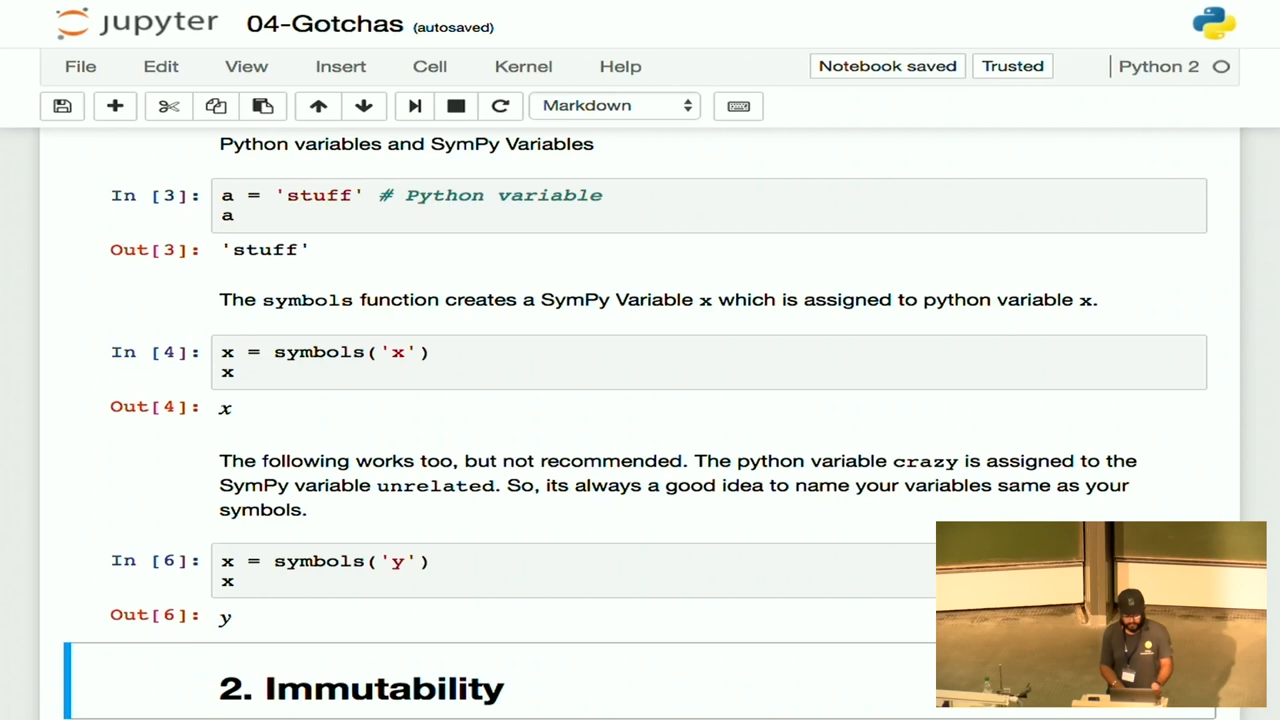 jupyter 04-Gotchas (autosaved)
File Edit View Insert Cell Kernel Help Notebook saved Trusted Python 2
Markdown
Python variables and SymPy Variables
In [3]: a = 'stuff' # Python variable
a
Out[3]: 'stuff'
The symbols function creates a SymPy Variable x which is assigned to python variable x.
In [4]: x = symbols('x')
x
Out[4]: x
The following works too, but not recommended. The python variable crazy is assigned to the
SymPy variable unrelated. So, its always a good idea to name your variables same as your
symbols.
In [6]: x = symbols('y')
x
Out[6]: y
2. Immutability